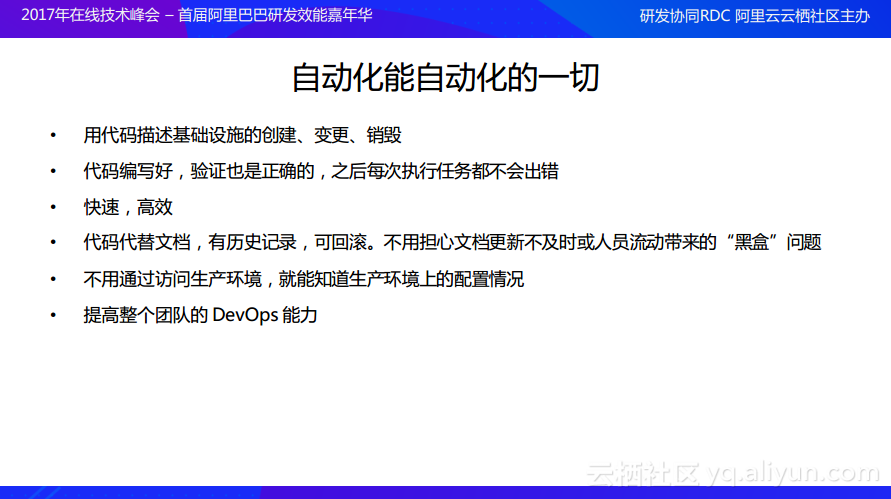 2017年在线技术峰会 – 首届阿里巴巴研发效能嘉年华
研发协同RDC 阿里云云栖社区主办
自动化能自动化的一切
• 用代码描述基础设施的创建、变更、销毁
• 代码编写好，验证也是正确的，之后每次执行任务都不会出错
• 快速，高效
• 代码代替文档，有历史记录，可回滚。不用担心文档更新不及时或人员流动带来的“黑盒”问题
• 不用通过访问生产环境，就能知道生产环境上的配置情况
• 提高整个团队的 DevOps 能力
云栖社区 yq.aliyun.com